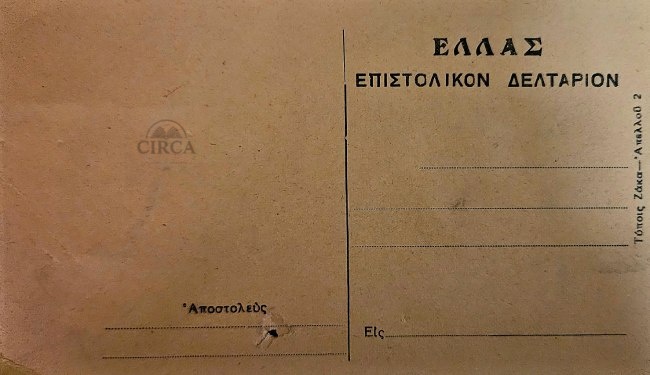 ΕΛΛΑΣ
ΕΠΙΣΤΟΛΙΚΟΝ ΔΕΛΤΑΡΙΟΝ
CIRCA
Τύποις Ζάκα—Ἀπελλοῦ 2
Ἀποστολεὺς
Εἰς